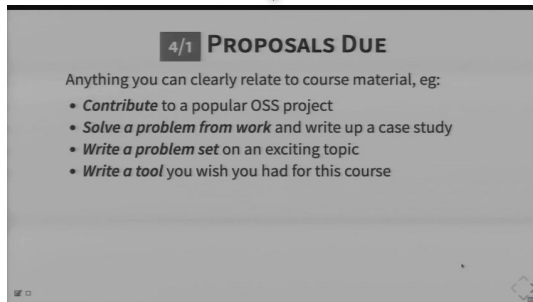 4/1 PROPOSALS DUE
Anything you can clearly relate to course material, eg:
• Contribute to a popular OSS project
• Solve a problem from work and write up a case study
• Write a problem set on an exciting topic
• Write a tool you wish you had for this course